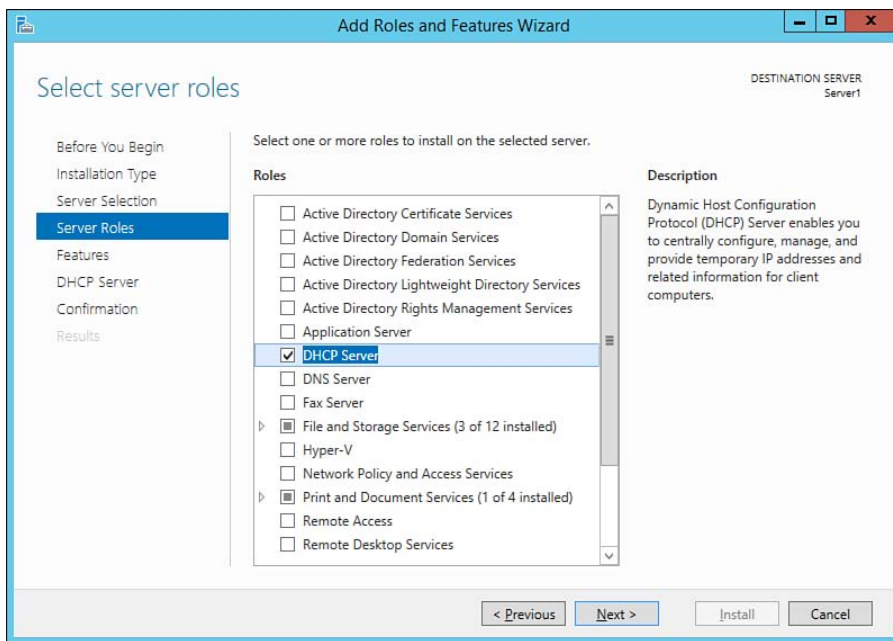 Add Roles and Features Wizard
Select server roles
DESTINATION SERVER
Server1
Before You Begin
Installation Type
Server Selection
Server Roles
Features
DHCP Server
Confirmation
Results
Select one or more roles to install on the selected server.
Roles
Active Directory Certificate Services
Active Directory Domain Services
Active Directory Federation Services
Active Directory Lightweight Directory Services
Active Directory Rights Management Services
Application Server
DHCP Server
DNS Server
Fax Server
File and Storage Services (3 of 12 installed)
Hyper-V
Network Policy and Access Services
Print and Document Services (1 of 4 installed)
Remote Access
Remote Desktop Services
Description
Dynamic Host Configuration
Protocol (DHCP) Server enables you
to centrally configure, manage, and
provide temporary IP addresses and
related information for client
computers.
< Previous
Next >
Install
Cancel